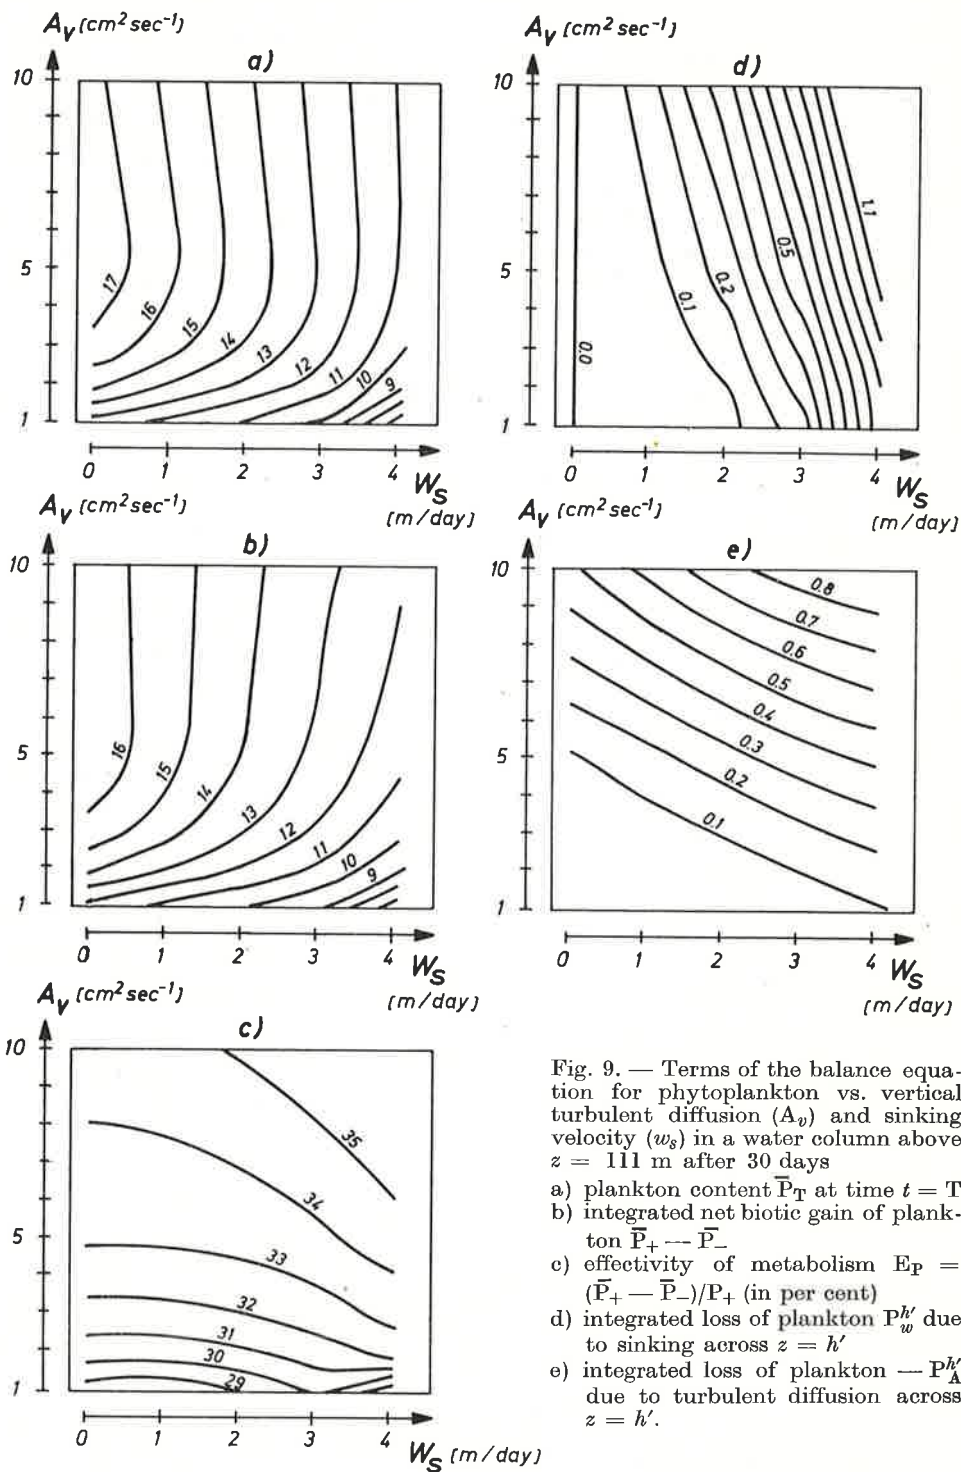 A_v [cm² sec⁻¹]
a)
10
5
1
17
16
15
14
13
12
11
10
9
0 1 2 3 4
W_S
[m/day]
A_v [cm² sec⁻¹]
d)
10
5
1
0.0
0.1
0.2
0.5
1.1
0 1 2 3 4
W_S
[m/day]
A_v [cm² sec⁻¹]
b)
10
5
1
16
15
14
13
12
11
10
9
0 1 2 3 4
W_S
[m/day]
A_v [cm² sec⁻¹]
e)
10
5
1
0.8
0.7
0.6
0.5
0.4
0.3
0.2
0.1
0 1 2 3 4
W_S
[m/day]
A_v [cm² sec⁻¹]
c)
10
5
1
35
34
33
32
31
30
29
0 1 2 3 4
W_S [m/day]
Fig. 9. — Terms of the balance equa-
tion for phytoplankton vs. vertical
turbulent diffusion (A_v) and sinking
velocity (w_s) in a water column above
z = 111 m after 30 days
a) plankton content P̄_T at time t = T
b) integrated net biotic gain of plank-
ton P̄₊ — P̄₋
c) effectivity of metabolism E_P =
(P̄₊ — P̄₋)/P₊ (in per cent)
d) integrated loss of plankton P_w^h′ due
to sinking across z = h′
e) integrated loss of plankton — P_A^h′
due to turbulent diffusion across
z = h′.